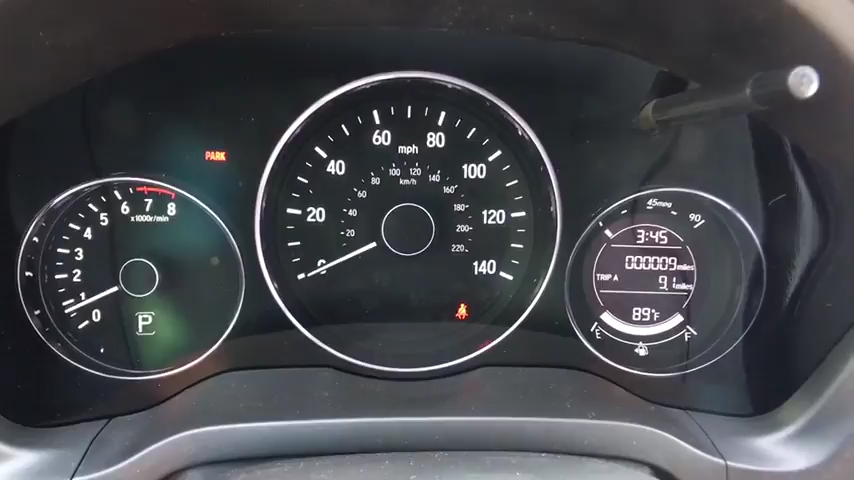 PARK
0
1
2
3
4
5
6
7
8
x1000r/min
P
0
20
40
60
80
100
120
140
mph
20
40
60
80
100
120
140
160
180
200
220
km/h
45mpg
90
3:45
000009miles
TRIP A
9.1miles
89°F
E
F